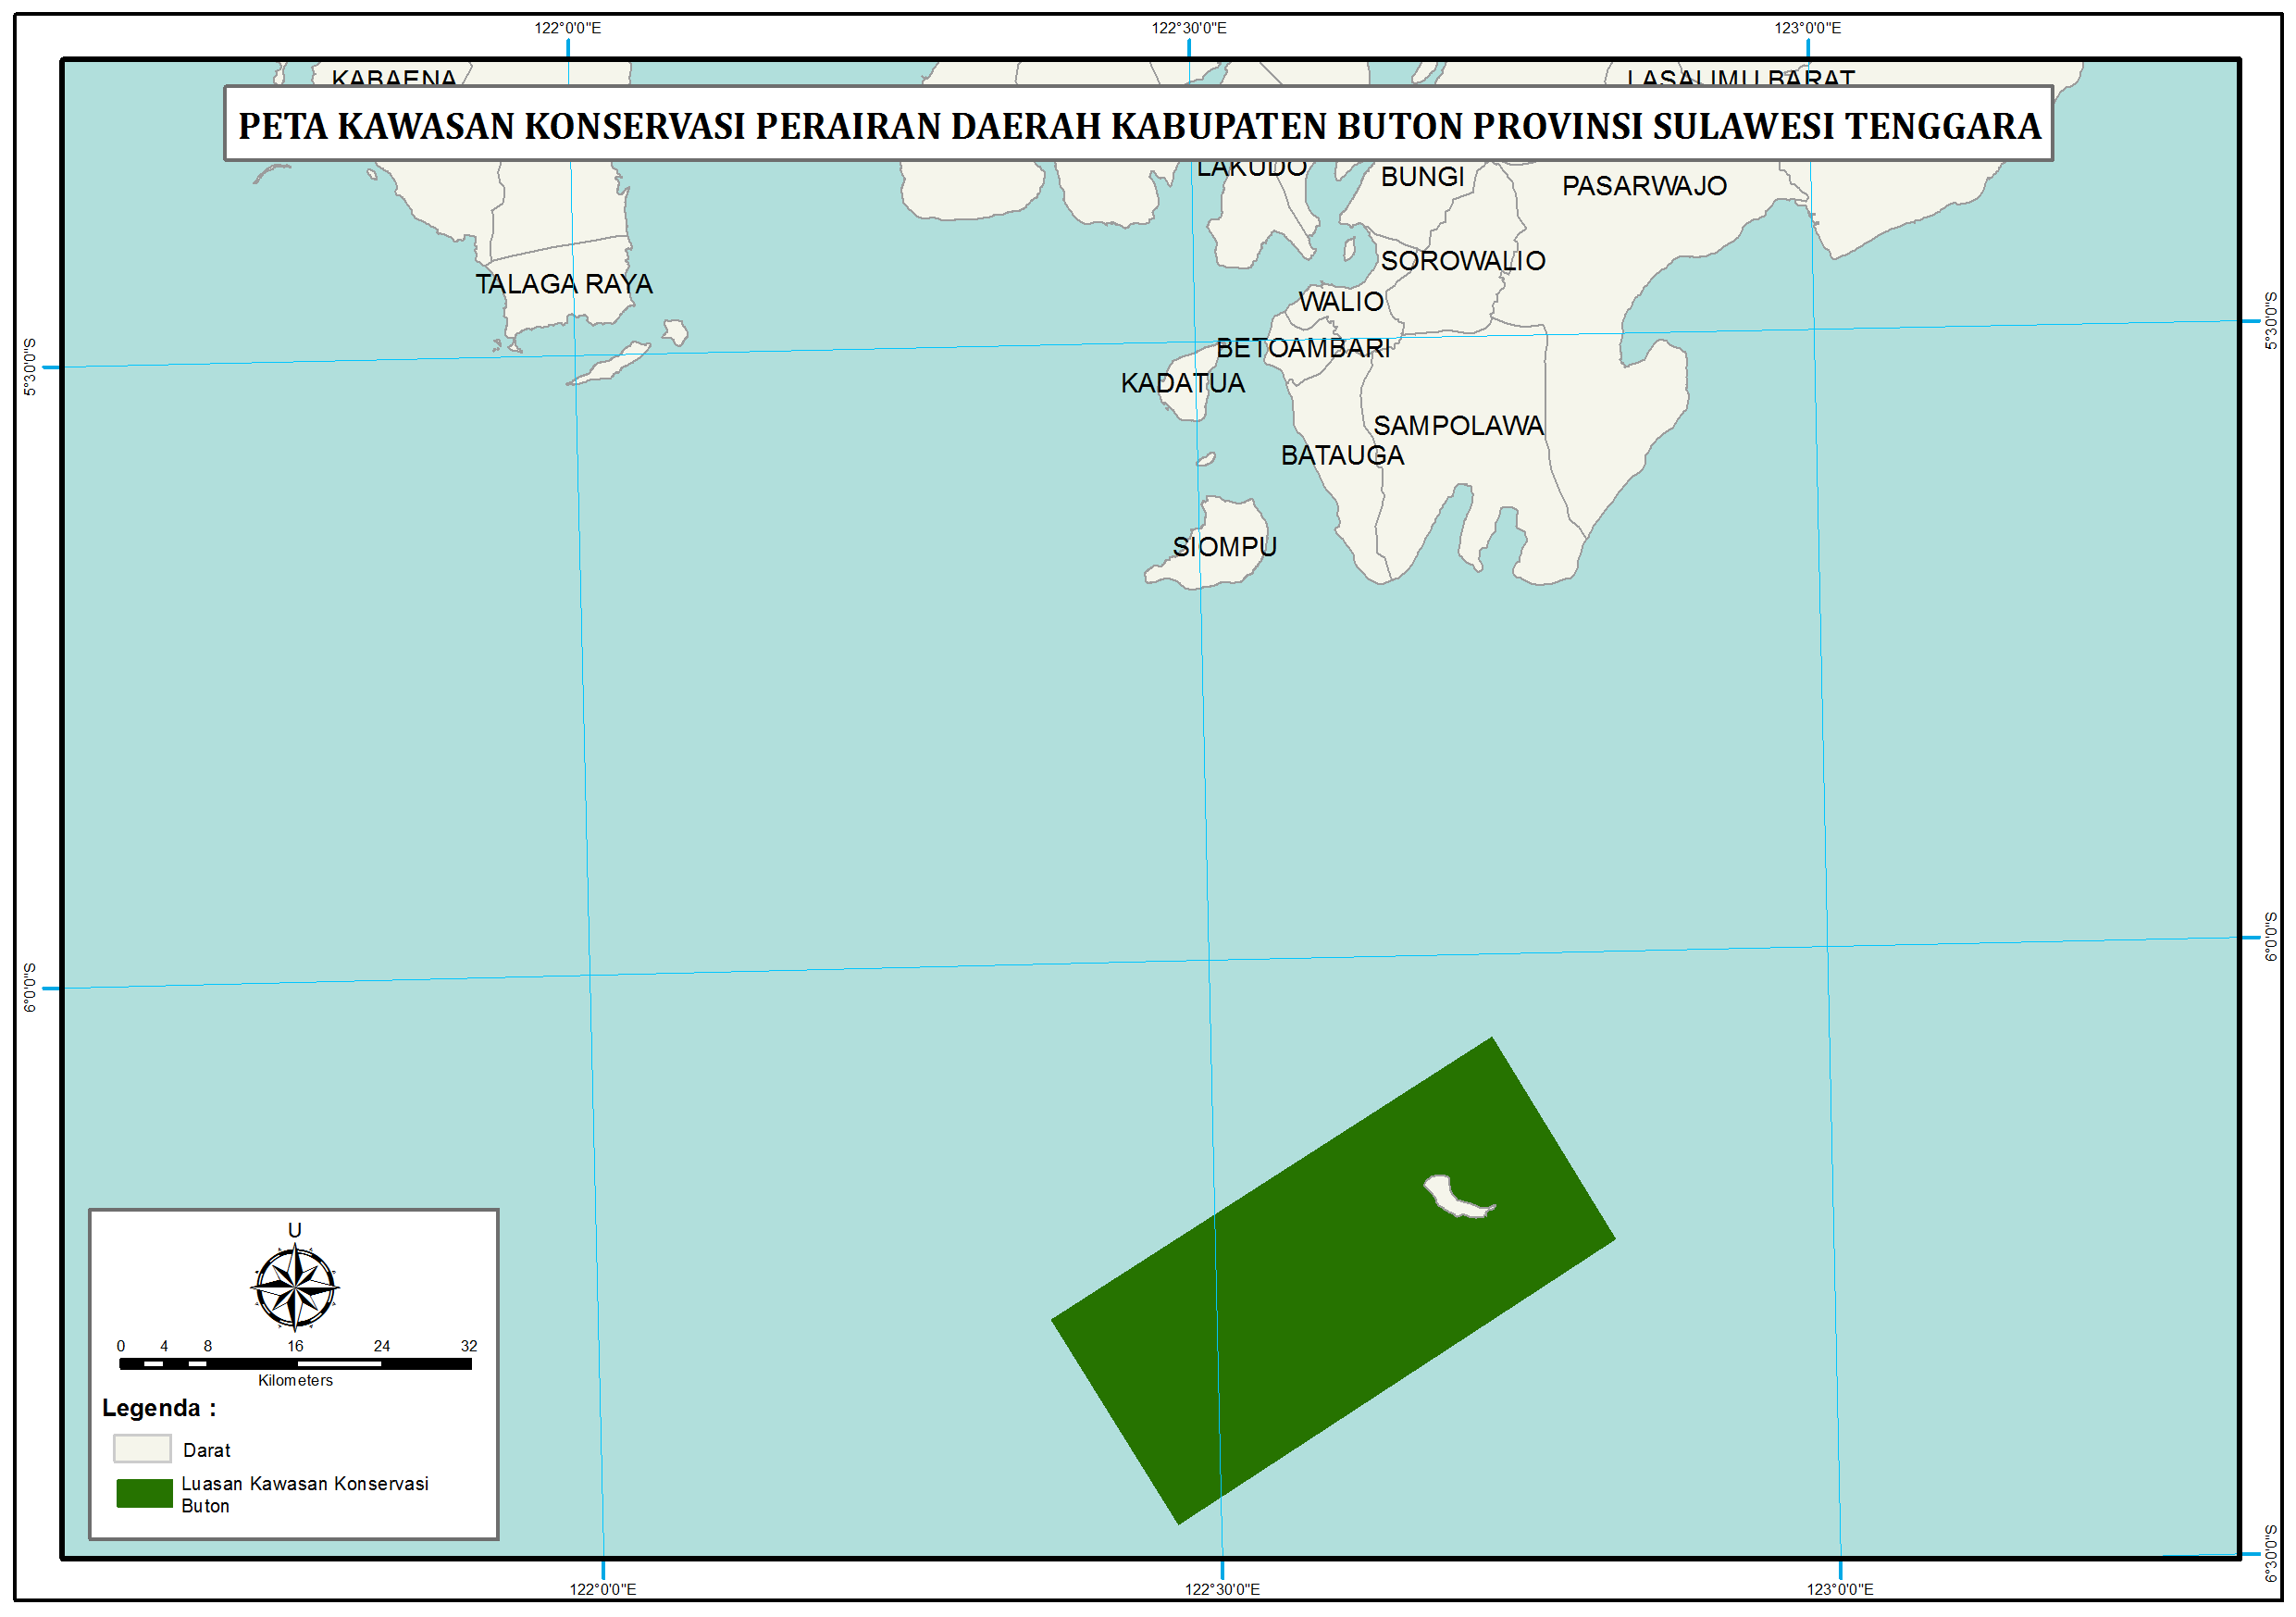 122°0'0"E 122°30'0"E 123°0'0"E
KABAENA LASALIMU BARAT
PETA KAWASAN KONSERVASI PERAIRAN DAERAH KABUPATEN BUTON PROVINSI SULAWESI TENGGARA
LAKUDO
BUNGI
PASARWAJO
SOROWALIO
TALAGA RAYA
WALIO
5°30'0"S
BETOAMBARI
5°30'0"S
KADATUA
SAMPOLAWA
BATAUGA
SIOMPU
6°0'0"S
6°0'0"S
U
0 4 8 16 24 32
Kilometers
Legenda :
Darat
Luasan Kawasan Konservasi
Buton
6°30'0"S
122°0'0"E 122°30'0"E 123°0'0"E